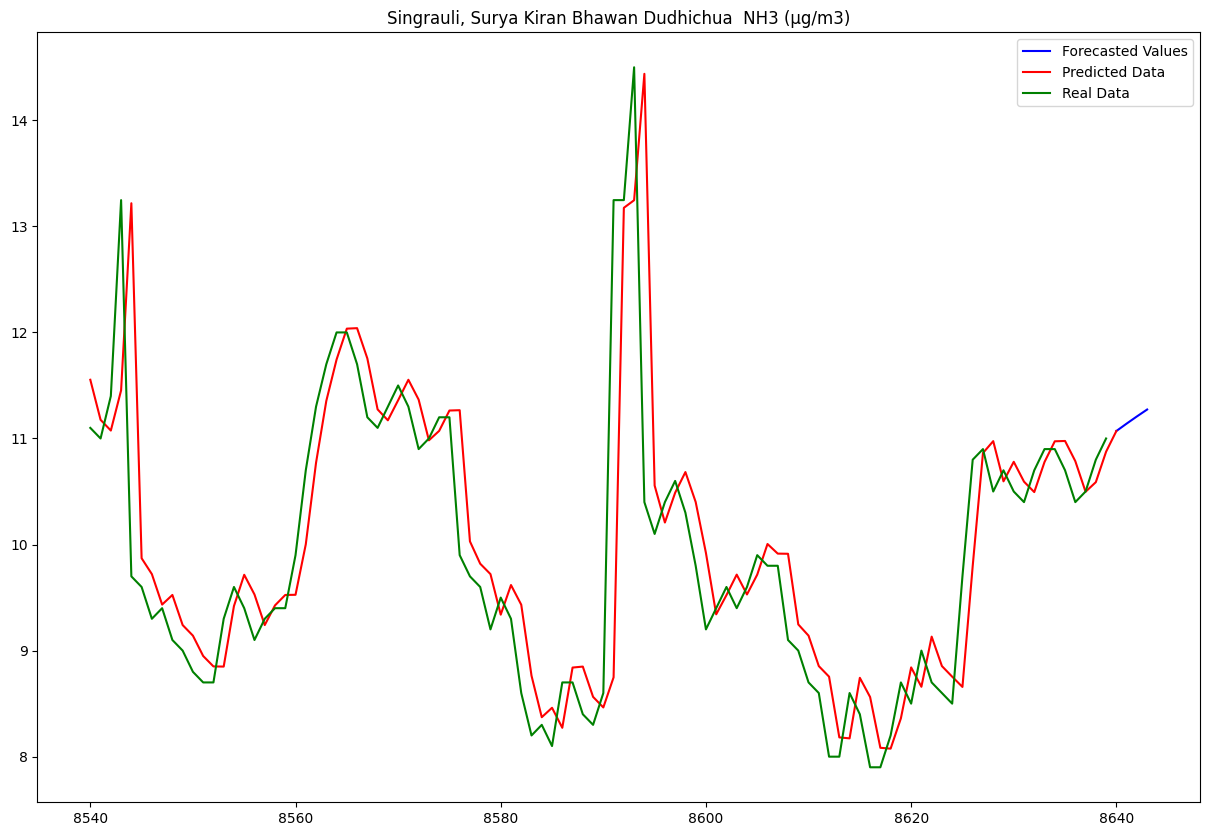 Singrauli, Surya Kiran Bhawan Dudhichua  NH3 (µg/m3)
Forecasted Values
Predicted Data
Real Data
14
13
12
11
10
9
8
8540 8560 8580 8600 8620 8640